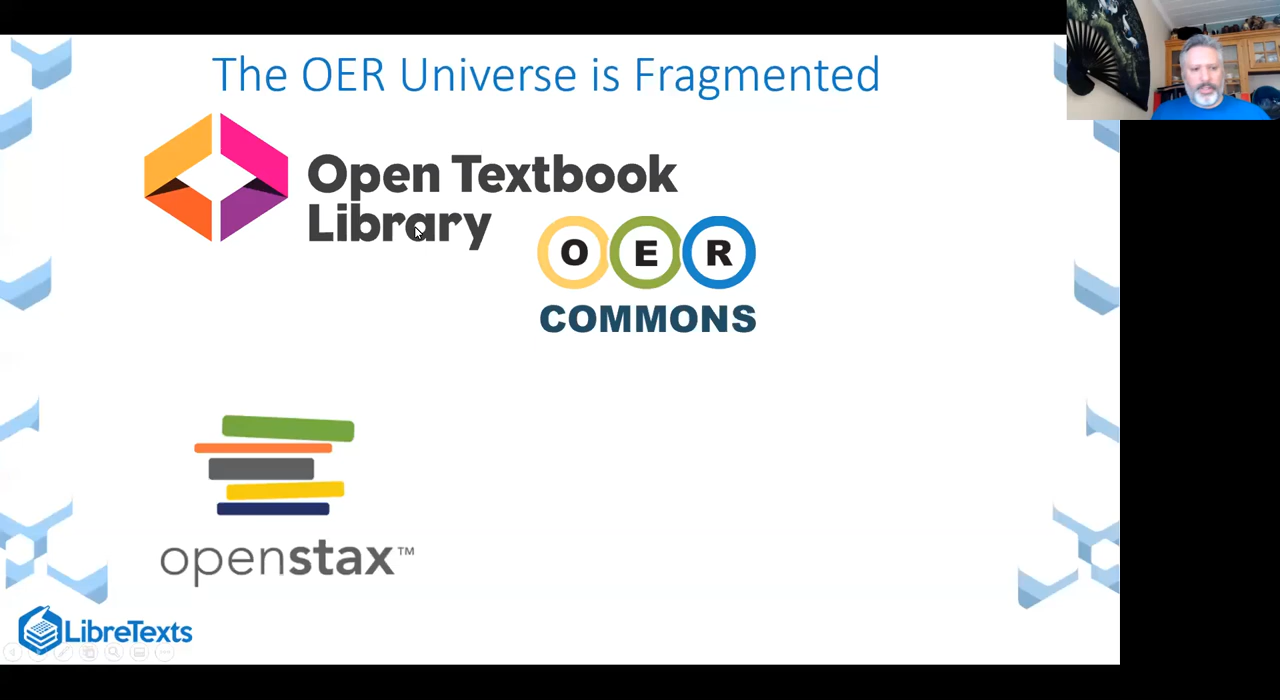 The OER Universe is Fragmented
Open Textbook
Library
O E R
COMMONS
openstax™
LibreTexts